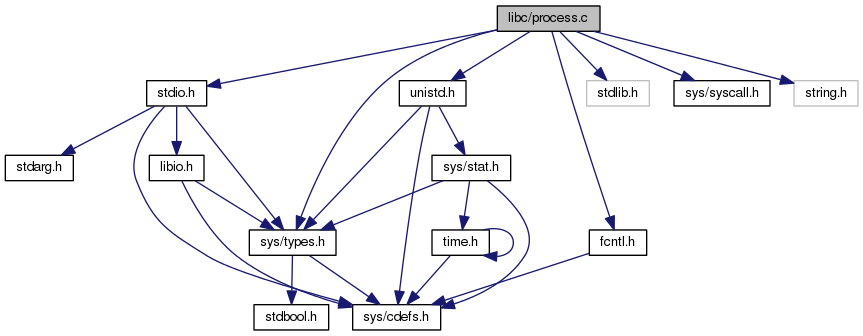 libc/process.c
stdio.h
unistd.h
stdlib.h
sys/syscall.h
string.h
stdarg.h
libio.h
sys/stat.h
sys/types.h
time.h
fcntl.h
stdbool.h
sys/cdefs.h